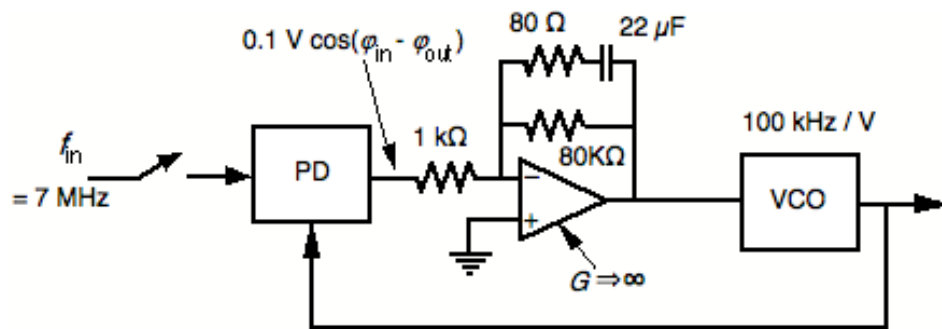 80 Ω
22 µF
0.1 V cos(φin - φout)
100 kHz / V
1 kΩ
80KΩ
fin
= 7 MHz
PD
−
+
VCO
G⇒∞